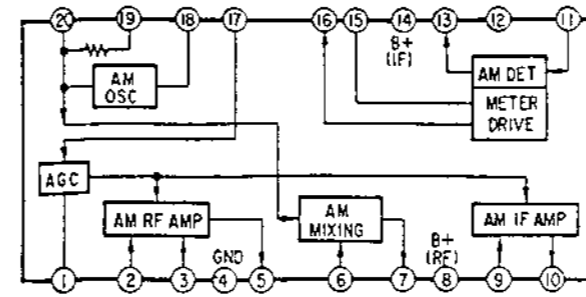 20 19 18 17 16 15 14 13 12 11
B+
(IF)
AM
OSC
AM DET
METER
DRIVE
AGC
AM RF AMP
AM
MIXING
AM IF AMP
GND
B+
(RF)
1 2 3 4 5 6 7 8 9 10